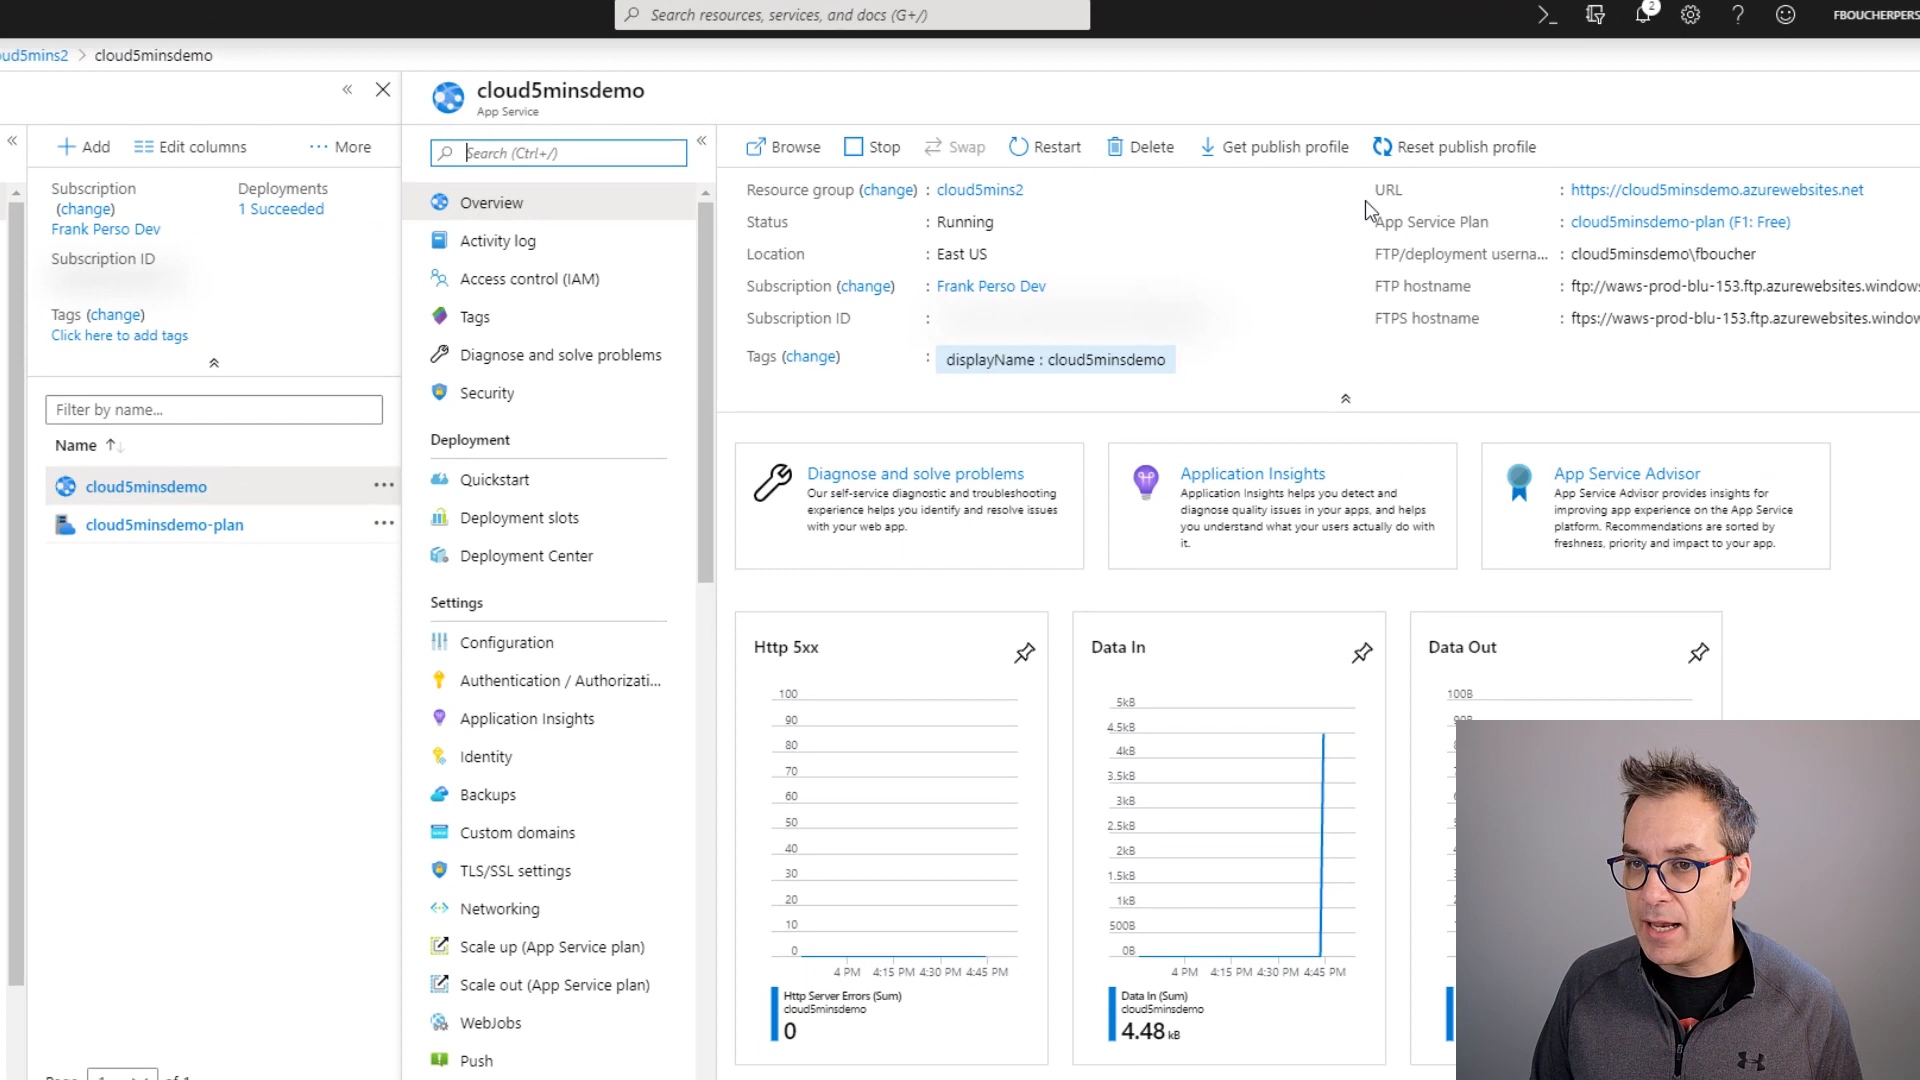 Search resources, services, and docs (G+/)
2
FBOUCHERPERS
oud5mins2 > cloud5minsdemo
cloud5minsdemo
App Service
Add
Edit columns
More
Subscription
(change)
Frank Perso Dev
Deployments
1 Succeeded
Subscription ID
Tags (change)
Click here to add tags
Filter by name...
Name
cloud5minsdemo
cloud5minsdemo-plan
Search (Ctrl+/)
Overview
Activity log
Access control (IAM)
Tags
Diagnose and solve problems
Security
Deployment
Quickstart
Deployment slots
Deployment Center
Settings
Configuration
Authentication / Authorizati...
Application Insights
Identity
Backups
Custom domains
TLS/SSL settings
Networking
Scale up (App Service plan)
Scale out (App Service plan)
WebJobs
Push
Browse
Stop
Swap
Restart
Delete
Get publish profile
Reset publish profile
Resource group (change) : cloud5mins2
Status : Running
Location : East US
Subscription (change) : Frank Perso Dev
Subscription ID :
Tags (change) : displayName : cloud5minsdemo
URL : https://cloud5minsdemo.azurewebsites.net
App Service Plan : cloud5minsdemo-plan (F1: Free)
FTP/deployment userna... : cloud5minsdemo\fboucher
FTP hostname : ftp://waws-prod-blu-153.ftp.azurewebsites.windows
FTPS hostname : ftps://waws-prod-blu-153.ftp.azurewebsites.window
Diagnose and solve problems
Our self-service diagnostic and troubleshooting
experience helps you identify and resolve issues
with your web app.
Application Insights
Application Insights helps you detect and
diagnose quality issues in your apps, and helps
you understand what your users actually do with
it.
App Service Advisor
App Service Advisor provides insights for
improving app experience on the App Service
platform. Recommendations are sorted by
freshness, priority and impact to your app.
Http 5xx
100
90
80
70
60
50
40
30
20
10
0
4 PM 4:15 PM 4:30 PM 4:45 PM
Http Server Errors (Sum)
cloud5minsdemo
0
Data In
5kB
4.5kB
4kB
3.5kB
3kB
2.5kB
2kB
1.5kB
1kB
500B
0B
4 PM 4:15 PM 4:30 PM 4:45 PM
Data In (Sum)
cloud5minsdemo
4.48 kB
Data Out
100B